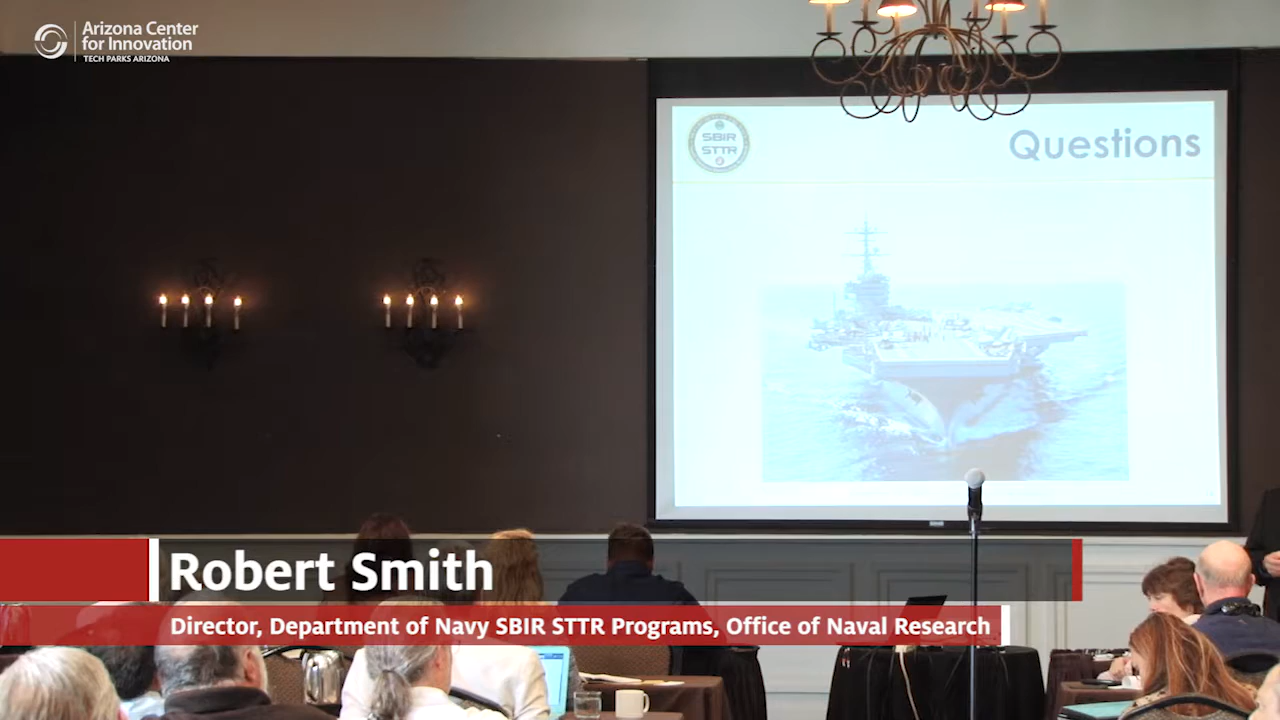 Arizona Center
for Innovation
TECH PARKS ARIZONA
SBIR
STTR
Questions
Robert Smith
Director, Department of Navy SBIR STTR Programs, Office of Naval Research